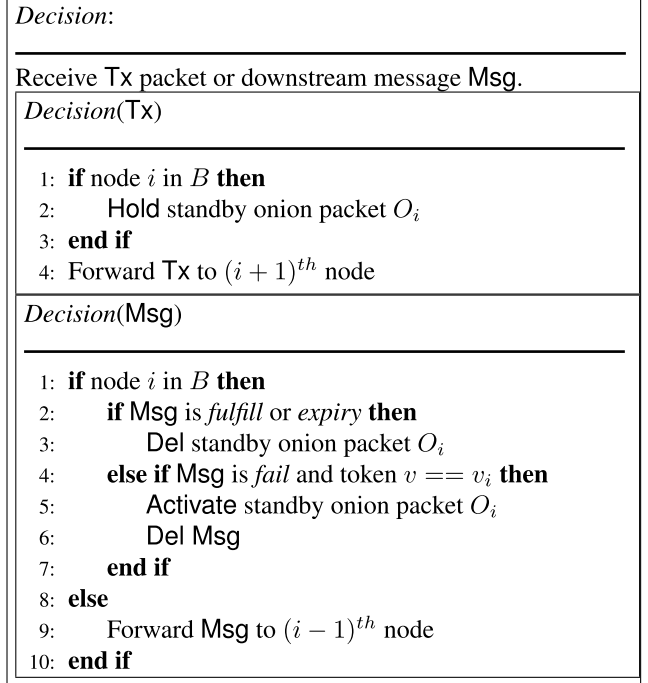 Decision:
Receive Tx packet or downstream message Msg.
Decision(Tx)
1: if node i in B then
2: Hold standby onion packet O_i
3: end if
4: Forward Tx to (i + 1)^{th} node
Decision(Msg)
1: if node i in B then
2: if Msg is fulfill or expiry then
3: Del standby onion packet O_i
4: else if Msg is fail and token v == v_i then
5: Activate standby onion packet O_i
6: Del Msg
7: end if
8: else
9: Forward Msg to (i − 1)^{th} node
10: end if